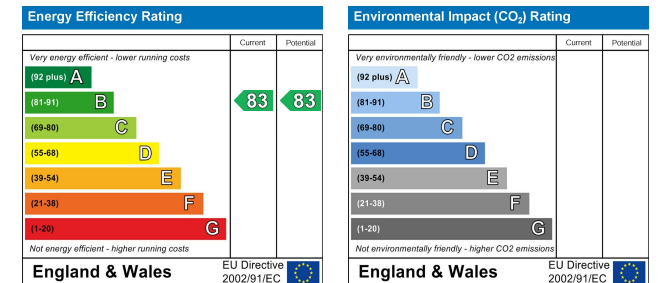 Energy Efficiency Rating
Current Potential
Very energy efficient - lower running costs
(92 plus) A
(81-91) B
83 83
(69-80) C
(55-68) D
(39-54) E
(21-38) F
(1-20) G
Not energy efficient - higher running costs
England & Wales
EU Directive
2002/91/EC
Environmental Impact (CO₂) Rating
Current Potential
Very environmentally friendly - lower CO2 emissions
(92 plus) A
(81-91) B
(69-80) C
(55-68) D
(39-54) E
(21-38) F
(1-20) G
Not environmentally friendly - higher CO2 emissions
England & Wales
EU Directive
2002/91/EC